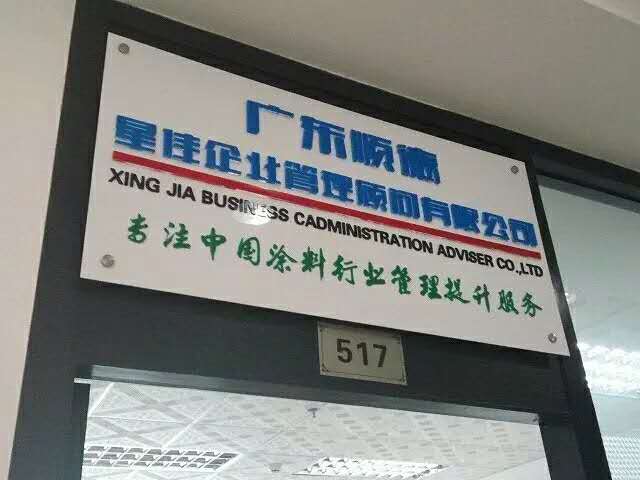 广东顺德
星佳企业管理顾问有限公司
XING JIA BUSINESS CADMINISTRATION ADVISER CO.,LTD
专注中国涂料行业管理提升服务
517